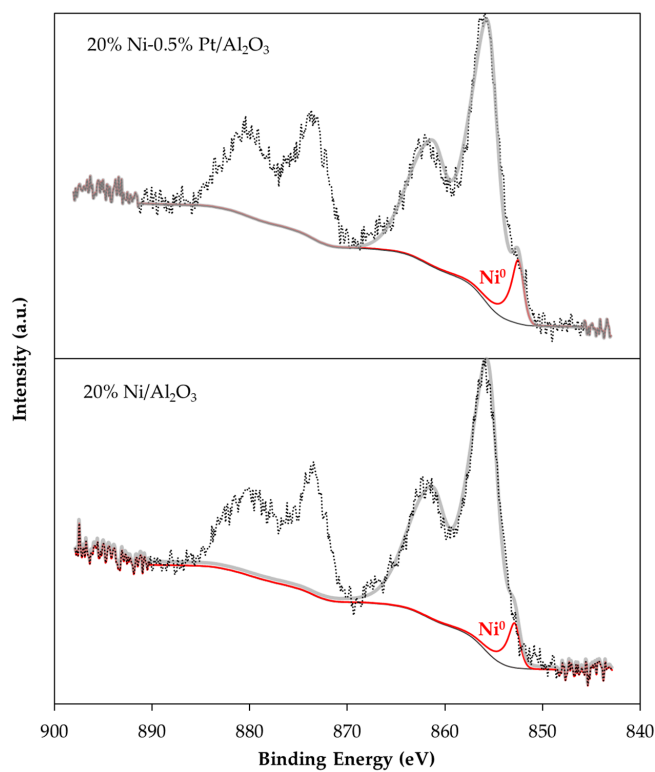 20% Ni-0.5% Pt/Al₂O₃
Ni⁰
Intensity (a.u.)
20% Ni/Al₂O₃
Ni⁰
900 890 880 870 860 850 840
Binding Energy (eV)